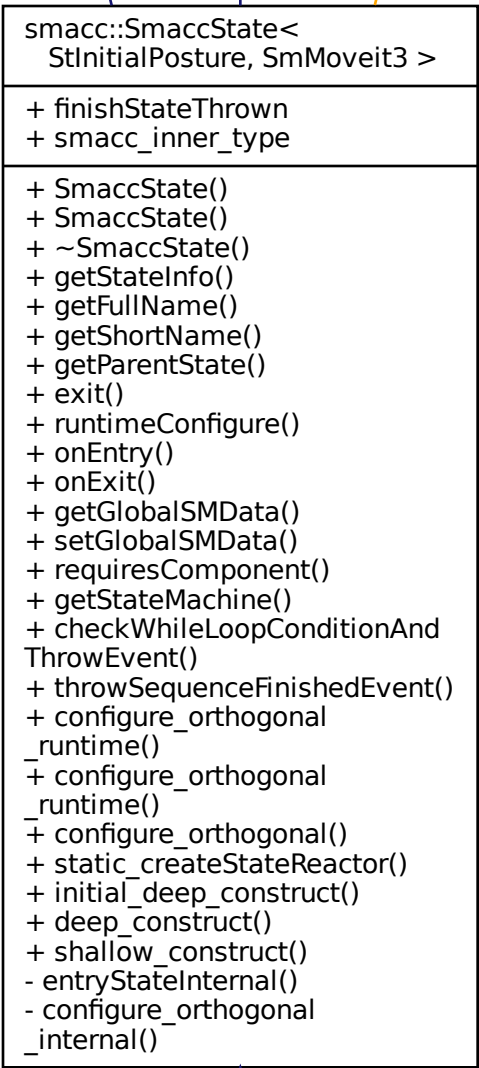 smacc::SmaccState<
StInitialPosture, SmMoveit3 >
+ finishStateThrown
+ smacc_inner_type
+ SmaccState()
+ SmaccState()
+ ~SmaccState()
+ getStateInfo()
+ getFullName()
+ getShortName()
+ getParentState()
+ exit()
+ runtimeConfigure()
+ onEntry()
+ onExit()
+ getGlobalSMData()
+ setGlobalSMData()
+ requiresComponent()
+ getStateMachine()
+ checkWhileLoopConditionAnd
ThrowEvent()
+ throwSequenceFinishedEvent()
+ configure_orthogonal
_runtime()
+ configure_orthogonal
_runtime()
+ configure_orthogonal()
+ static_createStateReactor()
+ initial_deep_construct()
+ deep_construct()
+ shallow_construct()
- entryStateInternal()
- configure_orthogonal
_internal()